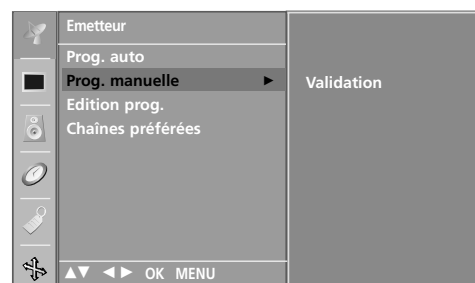 Emetteur
Prog. auto
Prog. manuelle ►
Validation
Edition prog.
Chaînes préférées
▲▼ ◄► OK MENU